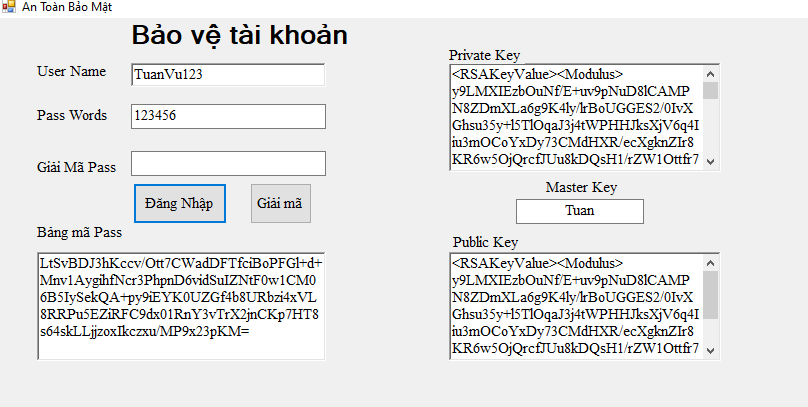 An Toàn Bảo Mật
Bảo vệ tài khoản
User Name
TuanVu123
Pass Words
123456
Giải Mã Pass
Đăng Nhập
Giải mã
Bảng mã Pass
LtSvBDJ3hKccv/Ott7CWadDFTfciBoPFGl+d+
Mnv1AygihfNcr3PhpnD6vidSuIZNtF0w1CM0
6B5IySekQA+py9iEYK0UZGf4b8URbzi4xVL
8RRPu5EZiRFC9dx01RnY3vTrX2jnCKp7HT8
s64skLLjjzoxIkczxu/MP9x23pKM=
Private Key
<RSAKeyValue><Modulus>
y9LMXIEzbOuNf/E+uv9pNuD8lCAMP
N8ZDmXLa6g9K4ly/lrBoUGGES2/0IvX
Ghsu35y+l5TlOqaJ3j4tWPHHJksXjV6q4I
iu3mOCoYxDy73CMdHXR/ecXgknZIr8
KR6w5OjQrcfJUu8kDQsH1/rZW1Ottfr7
Master Key
Tuan
Public Key
<RSAKeyValue><Modulus>
y9LMXIEzbOuNf/E+uv9pNuD8lCAMP
N8ZDmXLa6g9K4ly/lrBoUGGES2/0IvX
Ghsu35y+l5TlOqaJ3j4tWPHHJksXjV6q4I
iu3mOCoYxDy73CMdHXR/ecXgknZIr8
KR6w5OjQrcfJUu8kDQsH1/rZW1Ottfr7